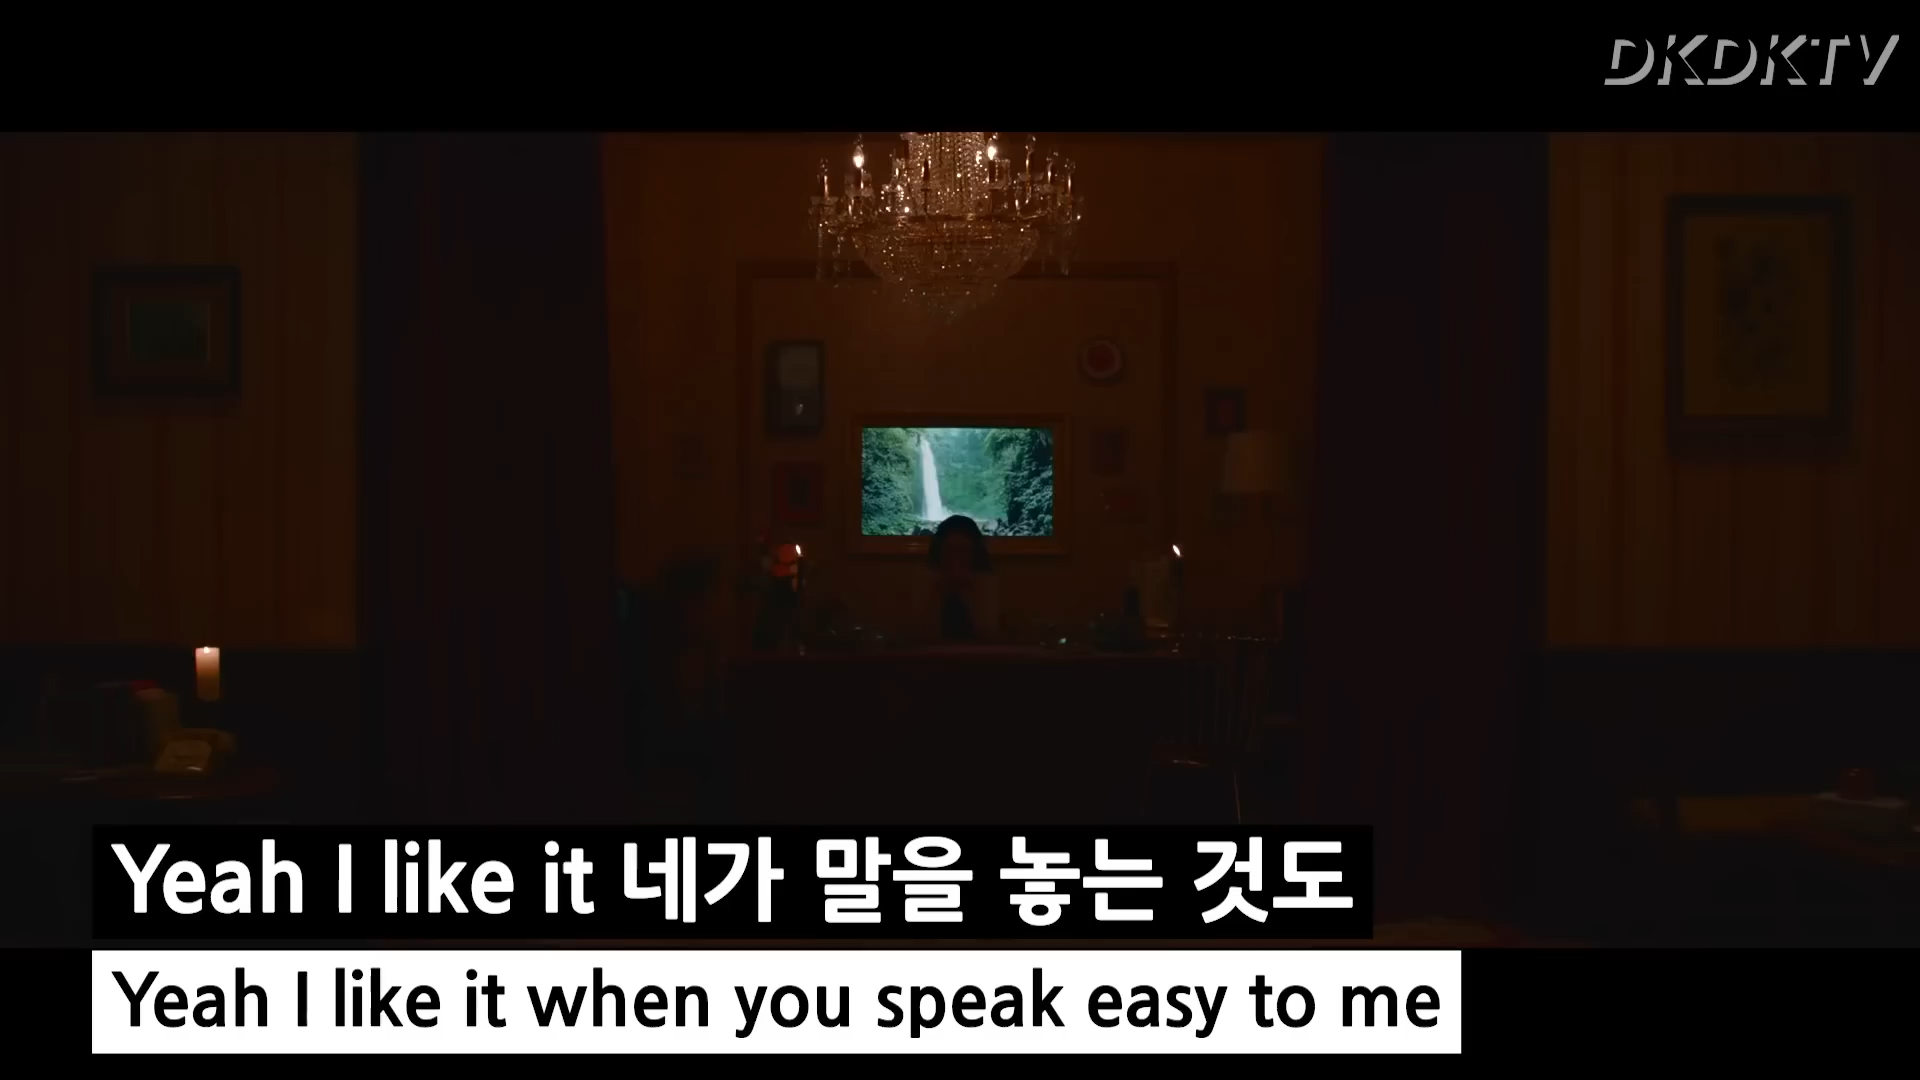 DKDKTV
Yeah I like it 네가 말을 놓는 것도
Yeah I like it when you speak easy to me